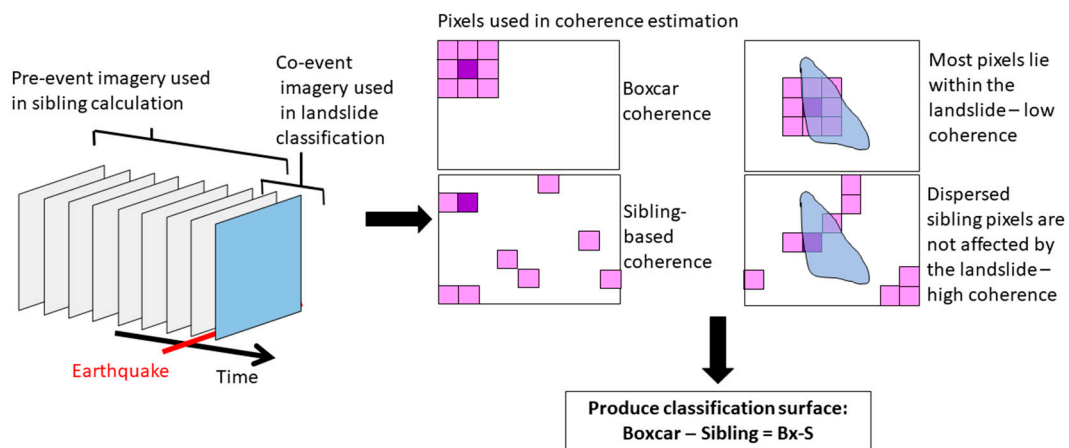 Pixels used in coherence estimation
Pre-event imagery used
in sibling calculation
Co-event
imagery used
in landslide
classification
Boxcar
coherence
Most pixels lie
within the
landslide – low
coherence
Sibling-
based
coherence
Dispersed
sibling pixels are
not affected by
the landslide –
high coherence
Earthquake
Time
Produce classification surface:
Boxcar – Sibling = Bx-S